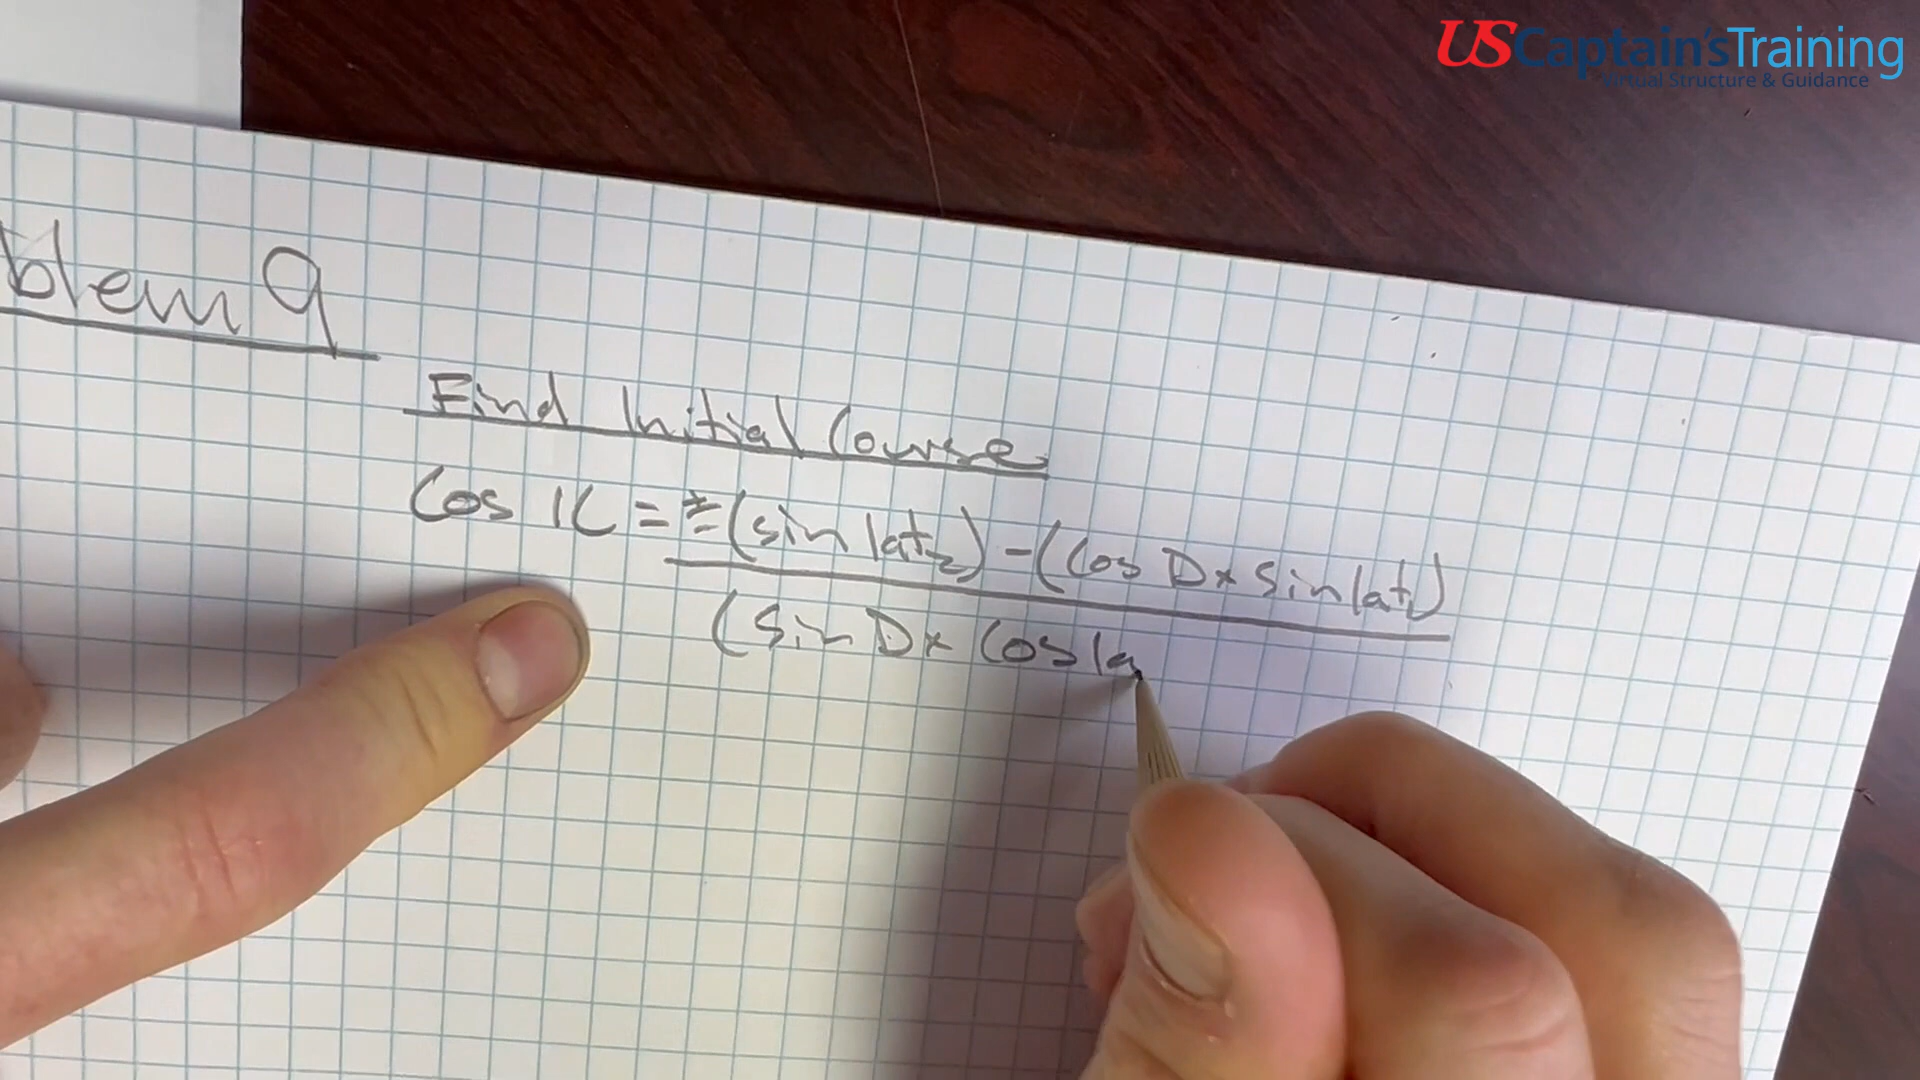 USCaptain'sTraining
Virtual Structure & Guidance
blem 9
Find Initial Course
Cos IC = ±(sin lat₂) - (Cos D x sin lat₁)
(sin D x Cos la